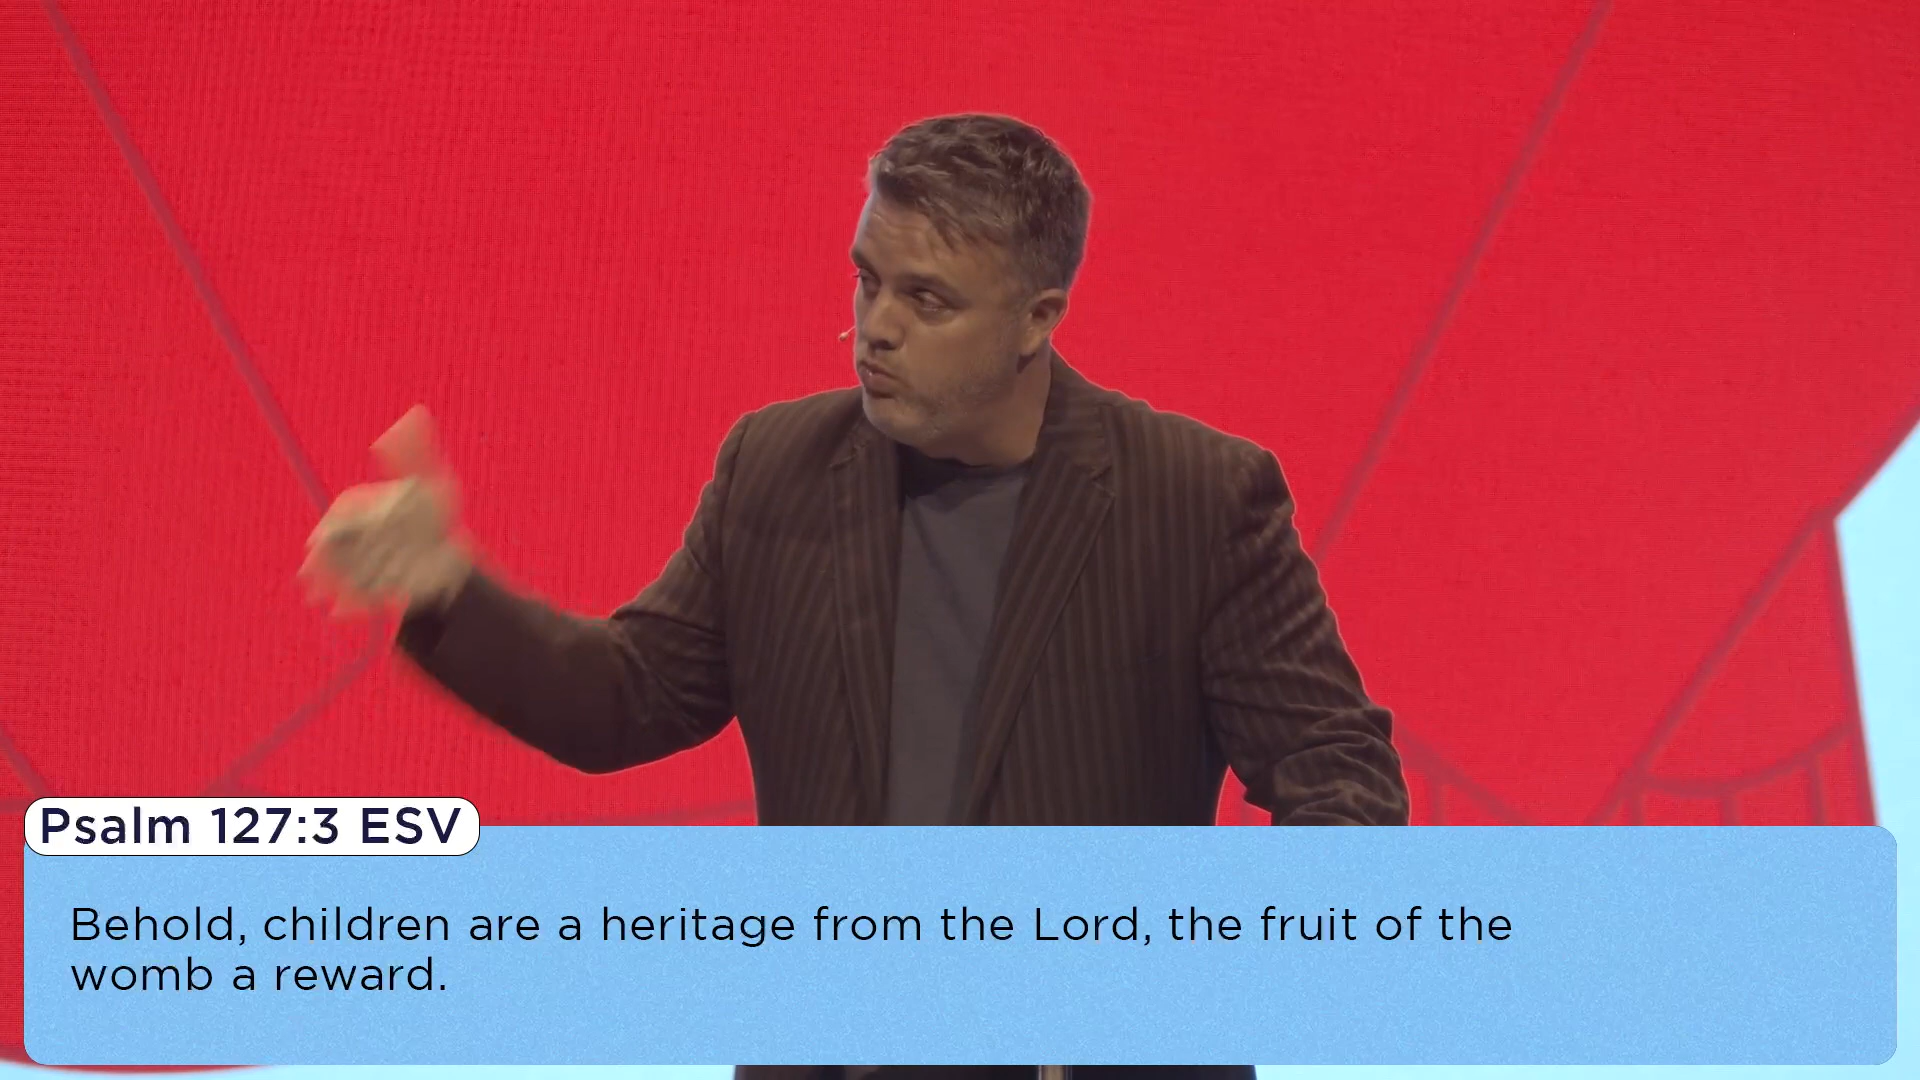 Psalm 127:3 ESV
Behold, children are a heritage from the Lord, the fruit of the
womb a reward.